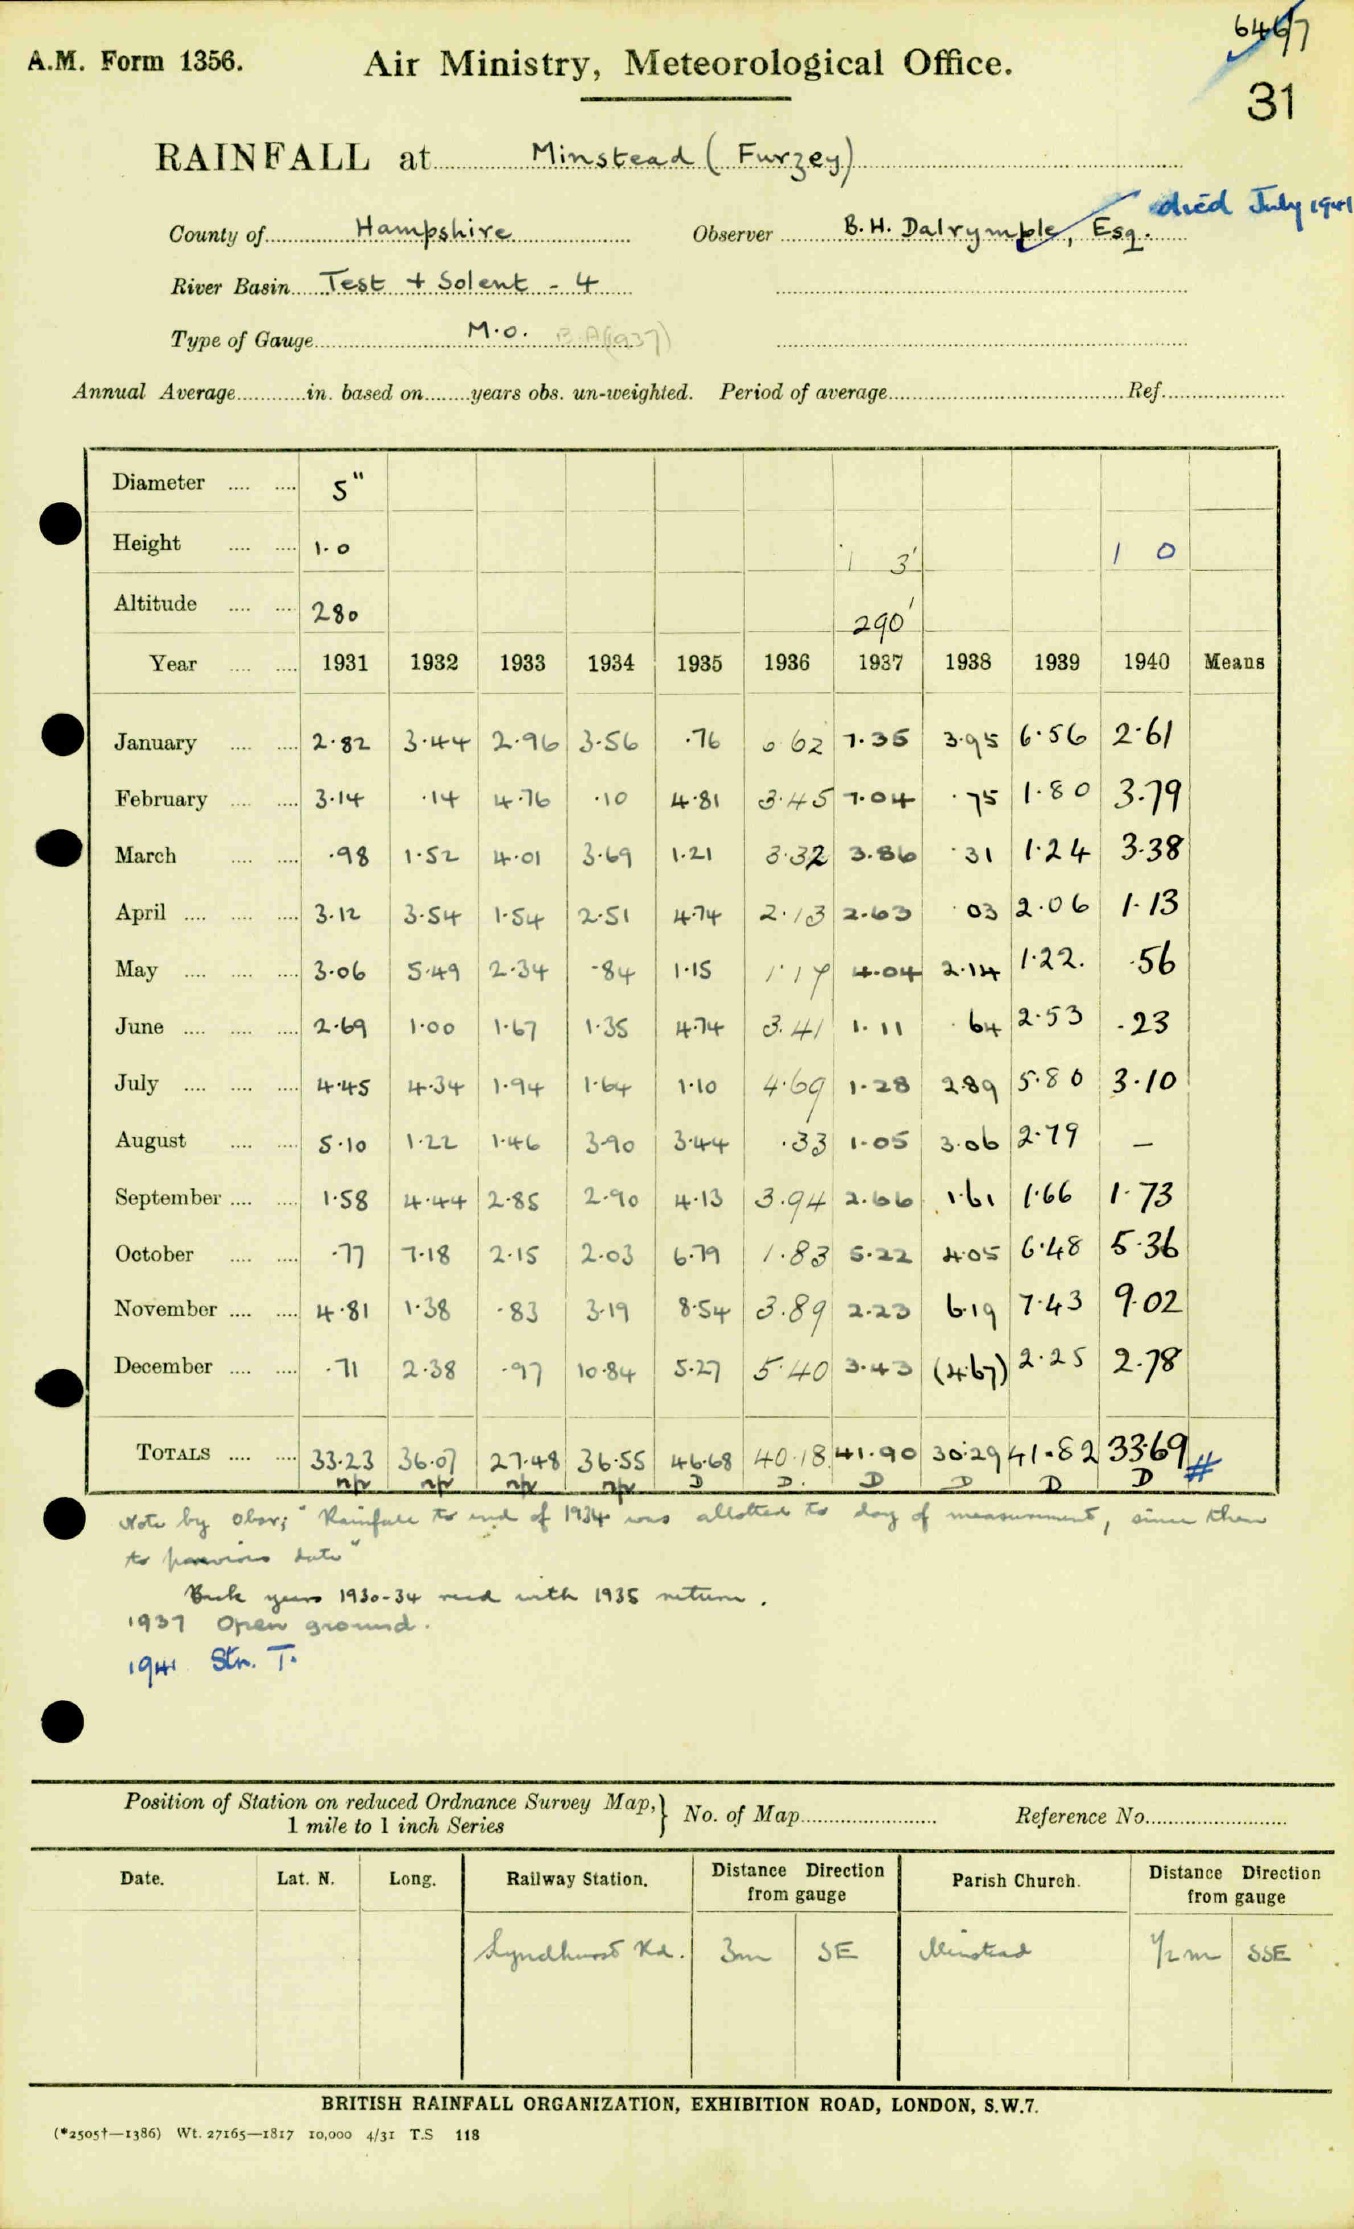 6467
A.M. Form 1356. Air Ministry, Meteorological Office.
31
RAINFALL at Minstead (Furzey)
died July 1941
County of Hampshire Observer B.H. Dalrymple, Esq.
River Basin Test + Solent - 4
Type of Gauge M.O. B.A(1937)
Annual Average in. based on years obs. un-weighted. Period of average Ref.
Diameter 5"
Height 1.0 1 3' 1 0
Altitude 280 290'
Year 1931 1932 1933 1934 1935 1936 1937 1938 1939 1940 Means
January 2.82 3.44 2.96 3.56 .76 6 62 7.35 3.95 6.56 2.61
February 3.14 .14 4.76 .10 4.81 3.45 7.04 .75 1.80 3.79
March .98 1.52 4.01 3.69 1.21 3.32 3.86 .31 1.24 3.38
April 3.12 3.54 1.54 2.51 4.74 2.13 2.63 .03 2.06 1.13
May 3.06 5.49 2.34 .84 1.15 1.17 4.04 2.14 1.22. .56
June 2.69 1.00 1.67 1.35 4.74 3.41 1.11 .64 2.53 .23
July 4.45 4.34 1.94 1.64 1.10 4.69 1.28 2.89 5.80 3.10
August 5.10 1.22 1.46 3.90 3.44 .33 1.05 3.06 2.79 —
September 1.58 4.44 2.85 2.90 4.13 3.94 2.66 1.61 1.66 1.73
October .77 7.18 2.15 2.03 6.79 1.83 5.22 4.05 6.48 5.36
November 4.81 1.38 .83 3.19 8.54 3.89 2.23 6.19 7.43 9.02
December .71 2.38 .97 10.84 5.27 5.40 3.43 (4.67) 2.25 2.78
TOTALS 33.23 36.07 27.48 36.55 46.68 40.18 41.90 30.29 41.82 33.69 #
D D. D D D D
Note by obsr; "Rainfall to end of 1934 was allotted to day of measurement, since then
to previous date"
Back years 1930-34 recd with 1935 return.
1937 Open ground.
1941 Stn. T.
Position of Station on reduced Ordnance Survey Map,} No. of Map Reference No.
1 mile to 1 inch Series
Date. Lat. N. Long. Railway Station. Distance Direction from gauge Parish Church. Distance Direction from gauge
Lyndhurst Rd. 3m SE Minstead ½ m SSE
BRITISH RAINFALL ORGANIZATION, EXHIBITION ROAD, LONDON, S.W.7.
(*2505†—1386) Wt. 27165—1817 10,000 4/31 T.S 118